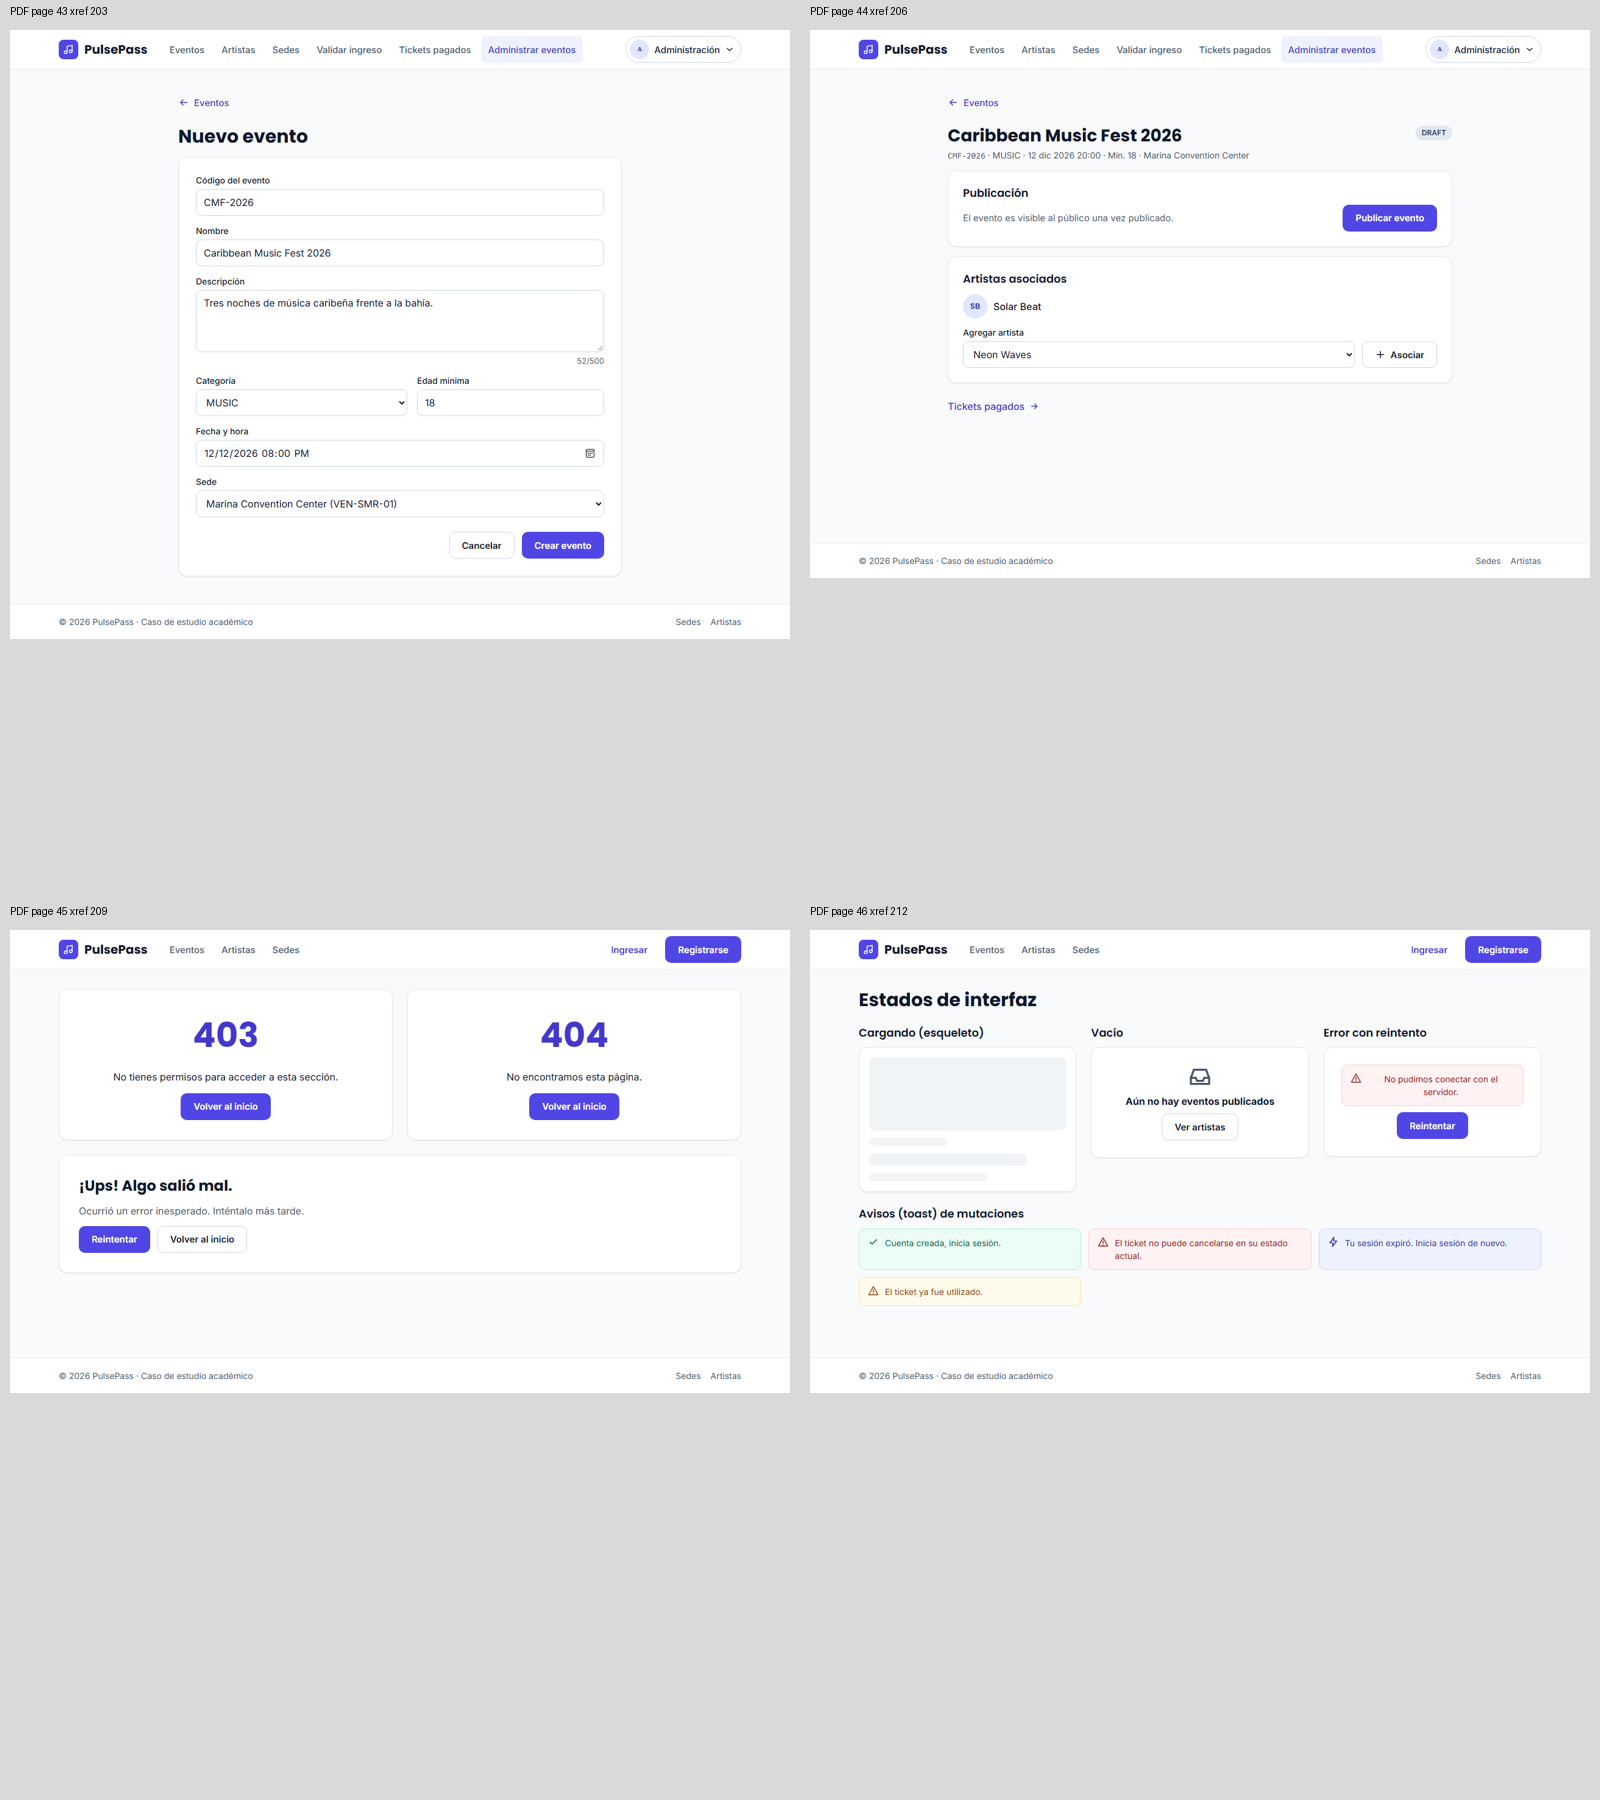 PDF page 43 xref 203
PulsePass Eventos Artistas Sedes Validar ingreso Tickets pagados Administrar eventos A Administración
← Eventos
Nuevo evento
Código del evento
CMF-2026
Nombre
Caribbean Music Fest 2026
Descripción
Tres noches de música caribeña frente a la bahía.
52/500
Categoría Edad mínima
MUSIC 18
Fecha y hora
12/12/2026 08:00 PM
Sede
Marina Convention Center (VEN-SMR-01)
Cancelar Crear evento
© 2026 PulsePass · Caso de estudio académico Sedes Artistas
PDF page 44 xref 206
PulsePass Eventos Artistas Sedes Validar ingreso Tickets pagados Administrar eventos A Administración
← Eventos
Caribbean Music Fest 2026 DRAFT
CMF-2026 · MUSIC · 12 dic 2026 20:00 · Mín. 18 · Marina Convention Center
Publicación
El evento es visible al público una vez publicado. Publicar evento
Artistas asociados
SB Solar Beat
Agregar artista
Neon Waves + Asociar
Tickets pagados →
© 2026 PulsePass · Caso de estudio académico Sedes Artistas
PDF page 45 xref 209
PulsePass Eventos Artistas Sedes Ingresar Registrarse
403 404
No tienes permisos para acceder a esta sección. No encontramos esta página.
Volver al inicio Volver al inicio
¡Ups! Algo salió mal.
Ocurrió un error inesperado. Inténtalo más tarde.
Reintentar Volver al inicio
© 2026 PulsePass · Caso de estudio académico Sedes Artistas
PDF page 46 xref 212
PulsePass Eventos Artistas Sedes Ingresar Registrarse
Estados de interfaz
Cargando (esqueleto) Vacío Error con reintento
Aún no hay eventos publicados
Ver artistas
No pudimos conectar con el
servidor.
Reintentar
Avisos (toast) de mutaciones
Cuenta creada, inicia sesión.
El ticket no puede cancelarse en su estado
actual.
Tu sesión expiró. Inicia sesión de nuevo.
El ticket ya fue utilizado.
© 2026 PulsePass · Caso de estudio académico Sedes Artistas